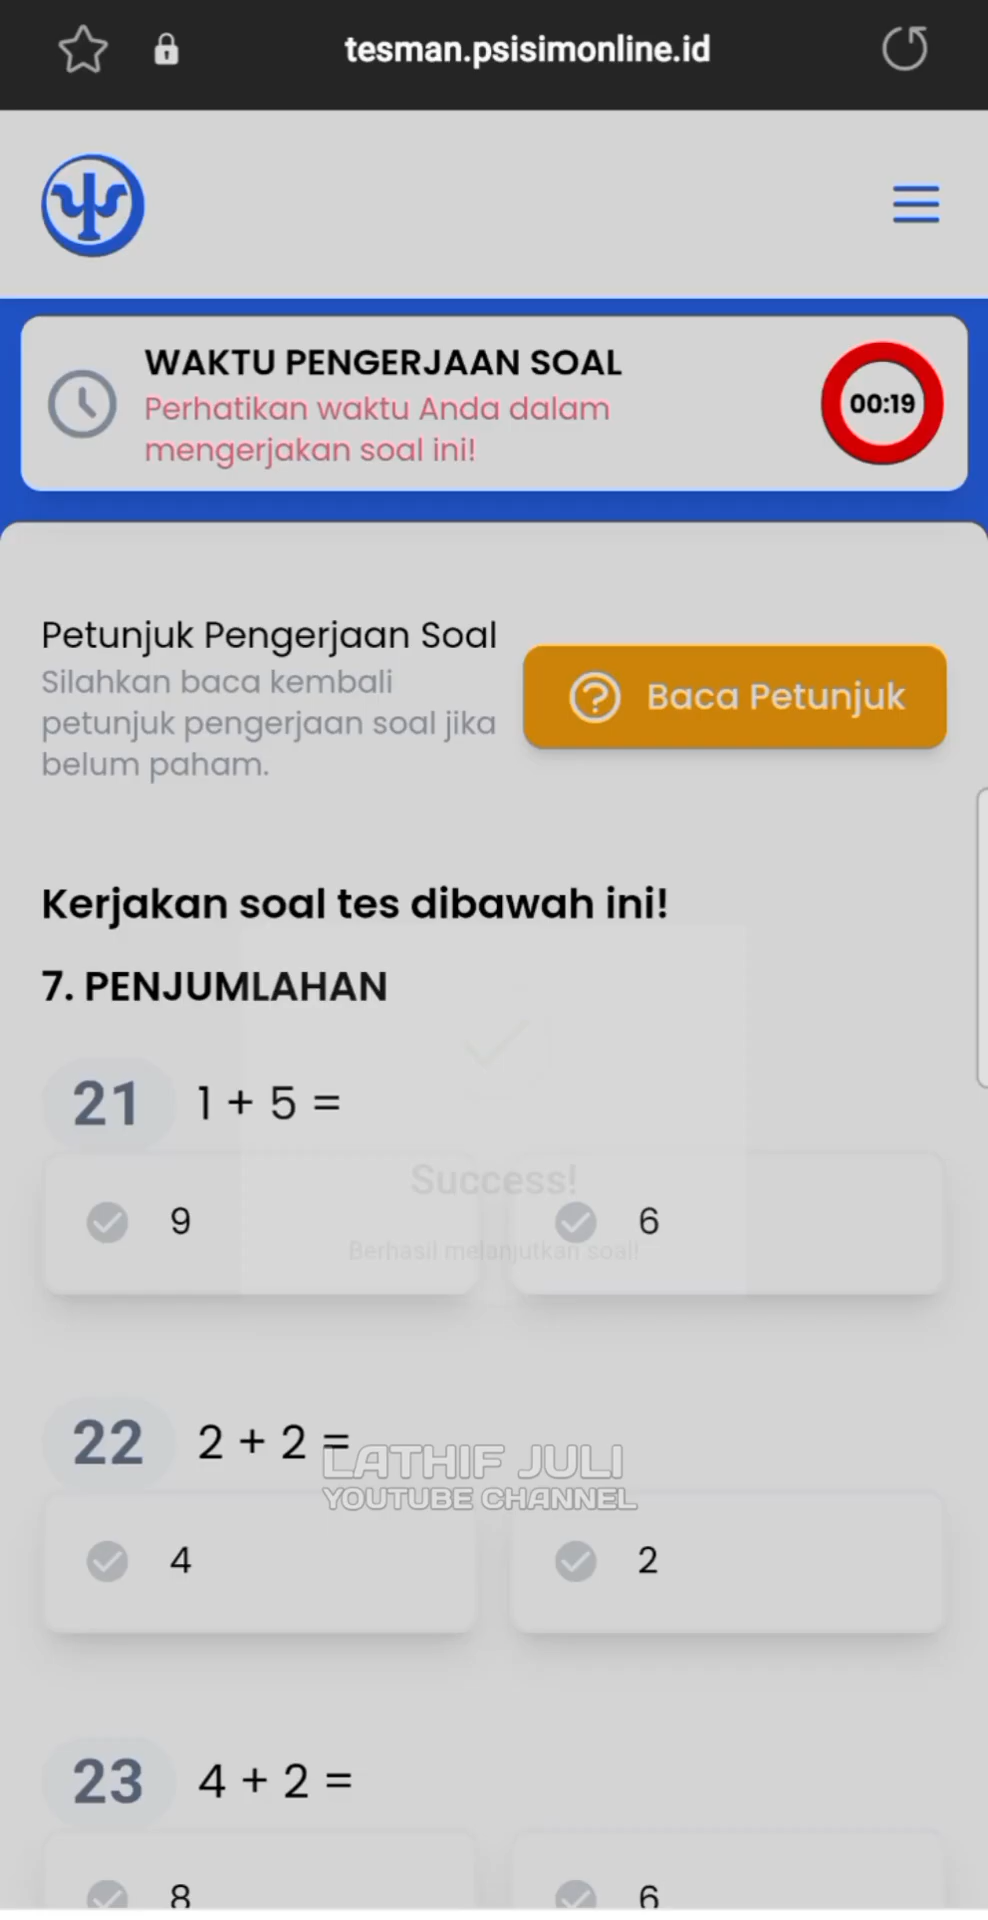 tesman.psisimonline.id
WAKTU PENGERJAAN SOAL
Perhatikan waktu Anda dalam
mengerjakan soal ini!
00:19
Petunjuk Pengerjaan Soal
Silahkan baca kembali
petunjuk pengerjaan soal jika
belum paham.
Baca Petunjuk
Kerjakan soal tes dibawah ini!
7. PENJUMLAHAN
21 1 + 5 =
Success!
9 6
Berhasil melanjutkan soal!
22 2 + 2 =
LATHIF JULI
YOUTUBE CHANNEL
4 2
23 4 + 2 =
8 6